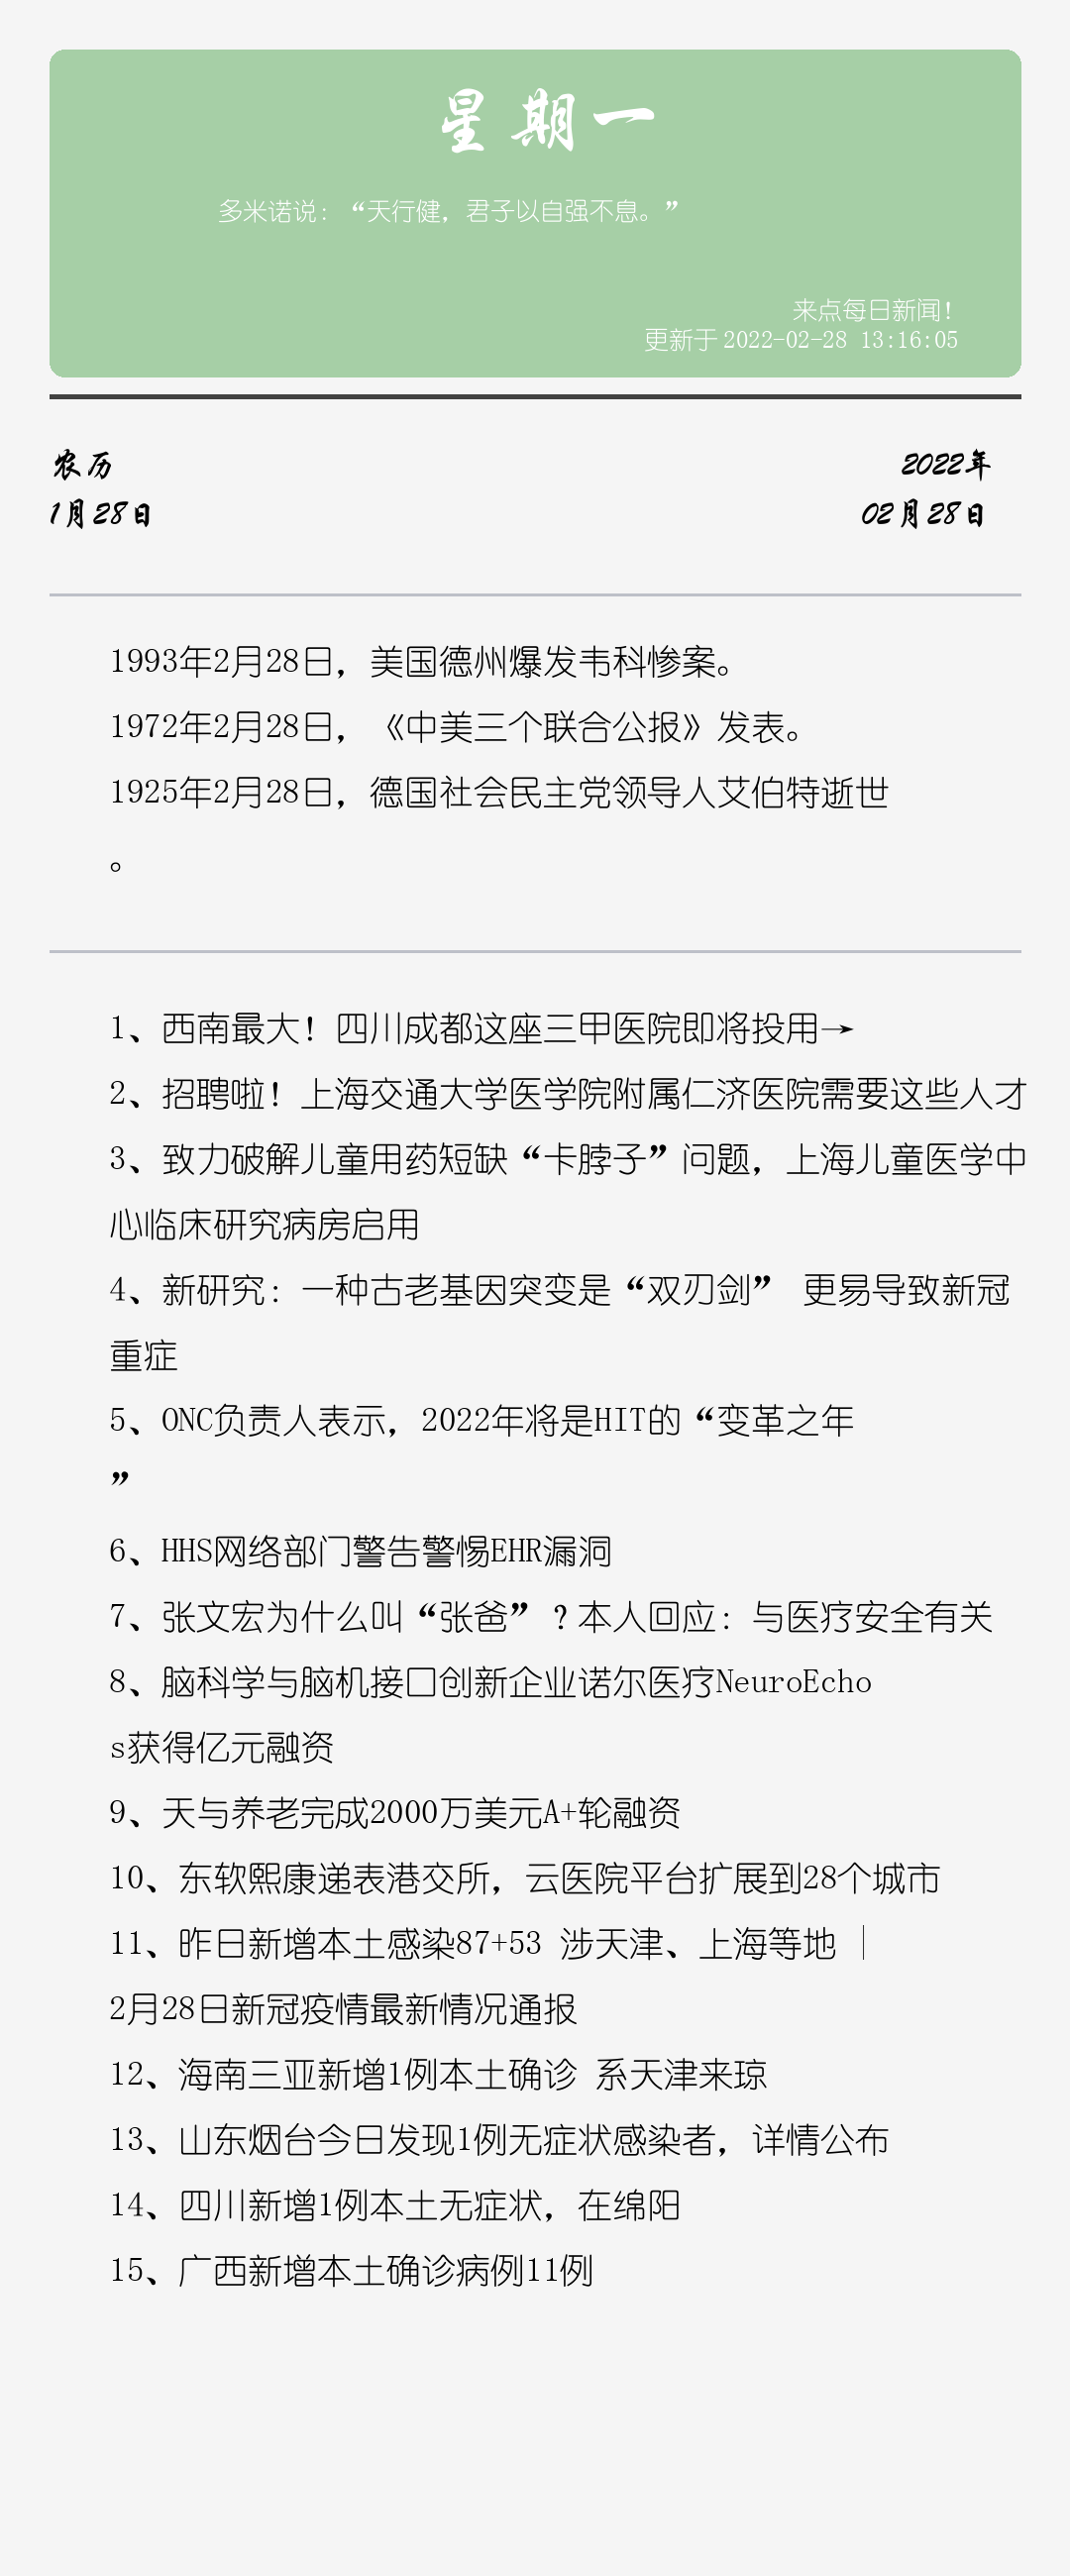 星期一
多米诺说：“天行健，君子以自强不息。”
来点每日新闻！
更新于 2022-02-28 13:16:05
农历
2022年
1月28日
02月28日
1993年2月28日，美国德州爆发韦科惨案。
1972年2月28日，《中美三个联合公报》发表。
1925年2月28日，德国社会民主党领导人艾伯特逝世
。
1、西南最大！四川成都这座三甲医院即将投用→
2、招聘啦！上海交通大学医学院附属仁济医院需要这些人才
3、致力破解儿童用药短缺“卡脖子”问题，上海儿童医学中
心临床研究病房启用
4、新研究：一种古老基因突变是“双刃剑” 更易导致新冠
重症
5、ONC负责人表示，2022年将是HIT的“变革之年
”
6、HHS网络部门警告警惕EHR漏洞
7、张文宏为什么叫“张爸”？本人回应：与医疗安全有关
8、脑科学与脑机接口创新企业诺尔医疗NeuroEcho
s获得亿元融资
9、天与养老完成2000万美元A+轮融资
10、东软熙康递表港交所，云医院平台扩展到28个城市
11、昨日新增本土感染87+53 涉天津、上海等地 |
2月28日新冠疫情最新情况通报
12、海南三亚新增1例本土确诊 系天津来琼
13、山东烟台今日发现1例无症状感染者，详情公布
14、四川新增1例本土无症状，在绵阳
15、广西新增本土确诊病例11例